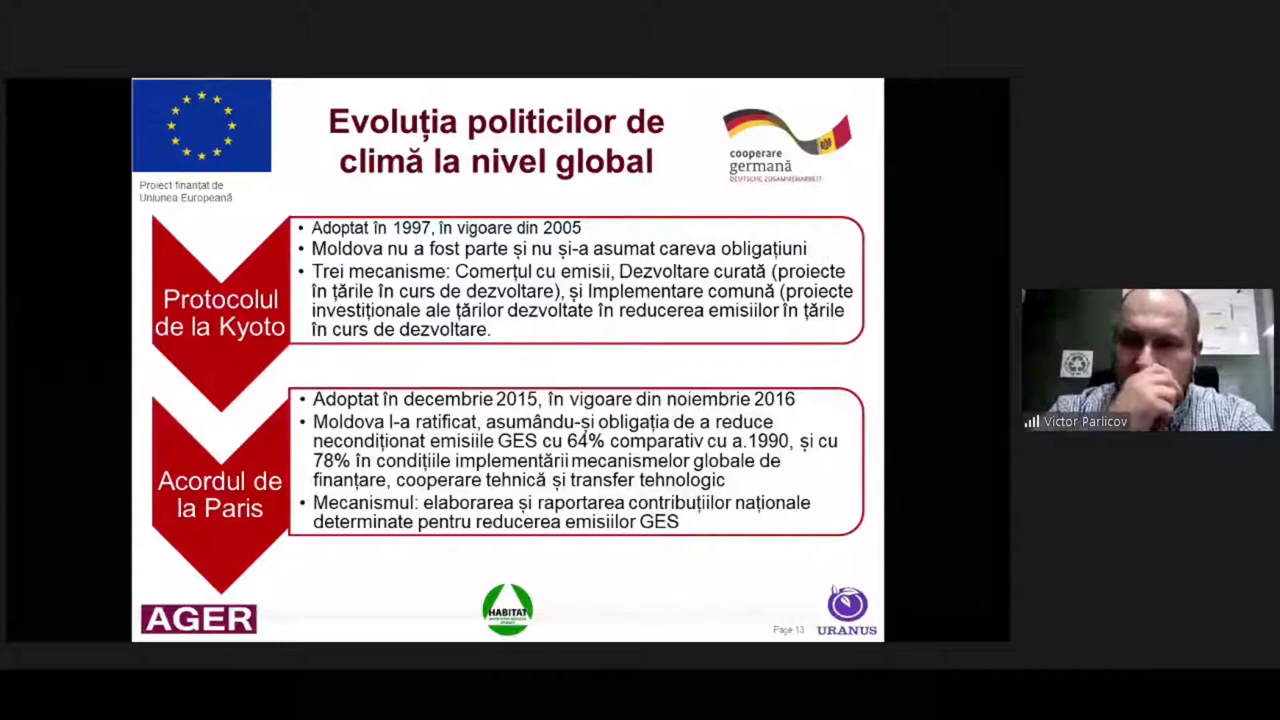 Evoluția politicilor de
climă la nivel global
cooperare
germană
DEUTSCHE ZUSAMMENARBEIT
Proiect finanțat de
Uniunea Europeană
Protocolul
de la Kyoto
• Adoptat în 1997, în vigoare din 2005
• Moldova nu a fost parte și nu și-a asumat careva obligațiuni
• Trei mecanisme: Comerțul cu emisii, Dezvoltare curată (proiecte
în țările în curs de dezvoltare), și Implementare comună (proiecte
investiționale ale țărilor dezvoltate în reducerea emisiilor în țările
în curs de dezvoltare.
Acordul de
la Paris
• Adoptat în decembrie 2015, în vigoare din noiembrie 2016
• Moldova l-a ratificat, asumându-și obligația de a reduce
necondiționat emisiile GES cu 64% comparativ cu a.1990, și cu
78% în condițiile implementării mecanismelor globale de
finanțare, cooperare tehnică și transfer tehnologic
• Mecanismul: elaborarea și raportarea contribuțiilor naționale
determinate pentru reducerea emisiilor GES
Victor Parlicov
AGER
HABITAT
Page 13
URANUS